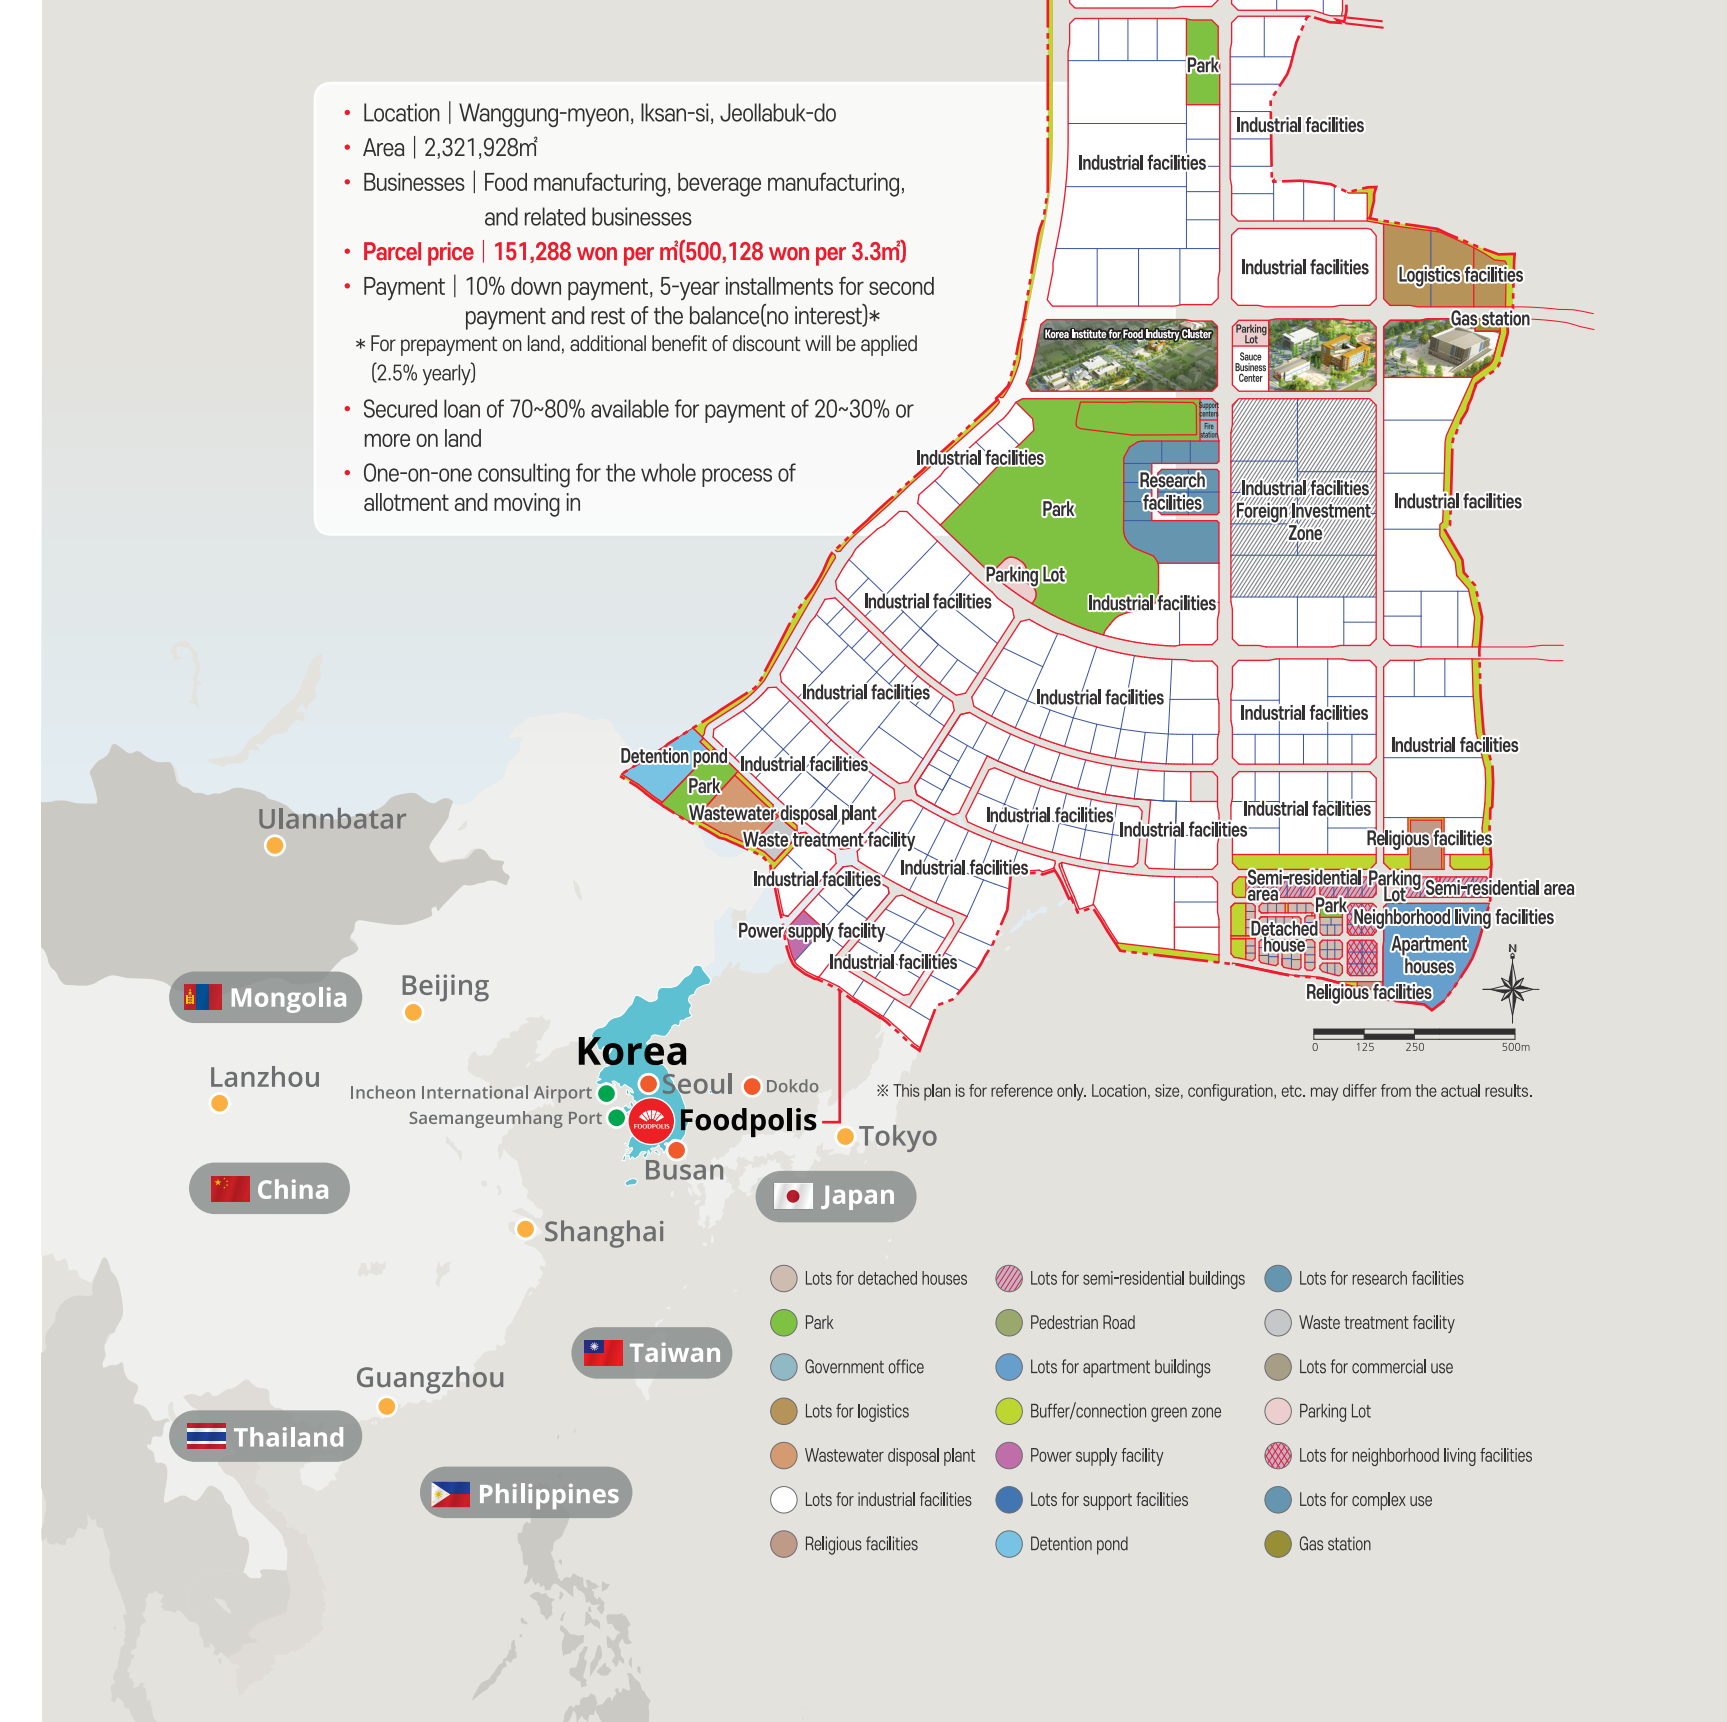 • Location | Wanggung-myeon, Iksan-si, Jeollabuk-do
• Area | 2,321,928㎡
• Businesses | Food manufacturing, beverage manufacturing,
and related businesses
• Parcel price | 151,288 won per ㎡(500,128 won per 3.3㎡)
• Payment | 10% down payment, 5-year installments for second
payment and rest of the balance(no interest)*
* For prepayment on land, additional benefit of discount will be applied
(2.5% yearly)
• Secured loan of 70~80% available for payment of 20~30% or
more on land
• One-on-one consulting for the whole process of
allotment and moving in
Park
Industrial facilities
Industrial facilities
Industrial facilities
Logistics facilities
Gas station
Korea Institute for Food Industry Cluster
Parking
Lot
Sauce
Business
Center
Support
centers
Fire
station
Industrial facilities
Park
Research
facilities
Industrial facilities
Foreign Investment
Zone
Industrial facilities
Parking Lot
Industrial facilities
Industrial facilities
Industrial facilities
Industrial facilities
Industrial facilities
Industrial facilities
Detention pond
Park
Industrial facilities
Wastewater disposal plant
Waste treatment facility
Industrial facilities
Industrial facilities
Industrial facilities
Religious facilities
Industrial facilities
Industrial facilities
Semi-residential
area
Parking
Lot
Semi-residential area
Park
Neighborhood living facilities
Detached
house
Apartment
houses
Power supply facility
Industrial facilities
Religious facilities
N
0 125 250 500m
※ This plan is for reference only. Location, size, configuration, etc. may differ from the actual results.
Ulannbatar
Mongolia
Beijing
Korea
Lanzhou
Incheon International Airport
Seoul
Dokdo
Saemangeumhang Port
FOODPOLIS
Foodpolis
Tokyo
Busan
China
Japan
Shanghai
Taiwan
Guangzhou
Thailand
Philippines
Lots for detached houses
Lots for semi-residential buildings
Lots for research facilities
Park
Pedestrian Road
Waste treatment facility
Government office
Lots for apartment buildings
Lots for commercial use
Lots for logistics
Buffer/connection green zone
Parking Lot
Wastewater disposal plant
Power supply facility
Lots for neighborhood living facilities
Lots for industrial facilities
Lots for support facilities
Lots for complex use
Religious facilities
Detention pond
Gas station